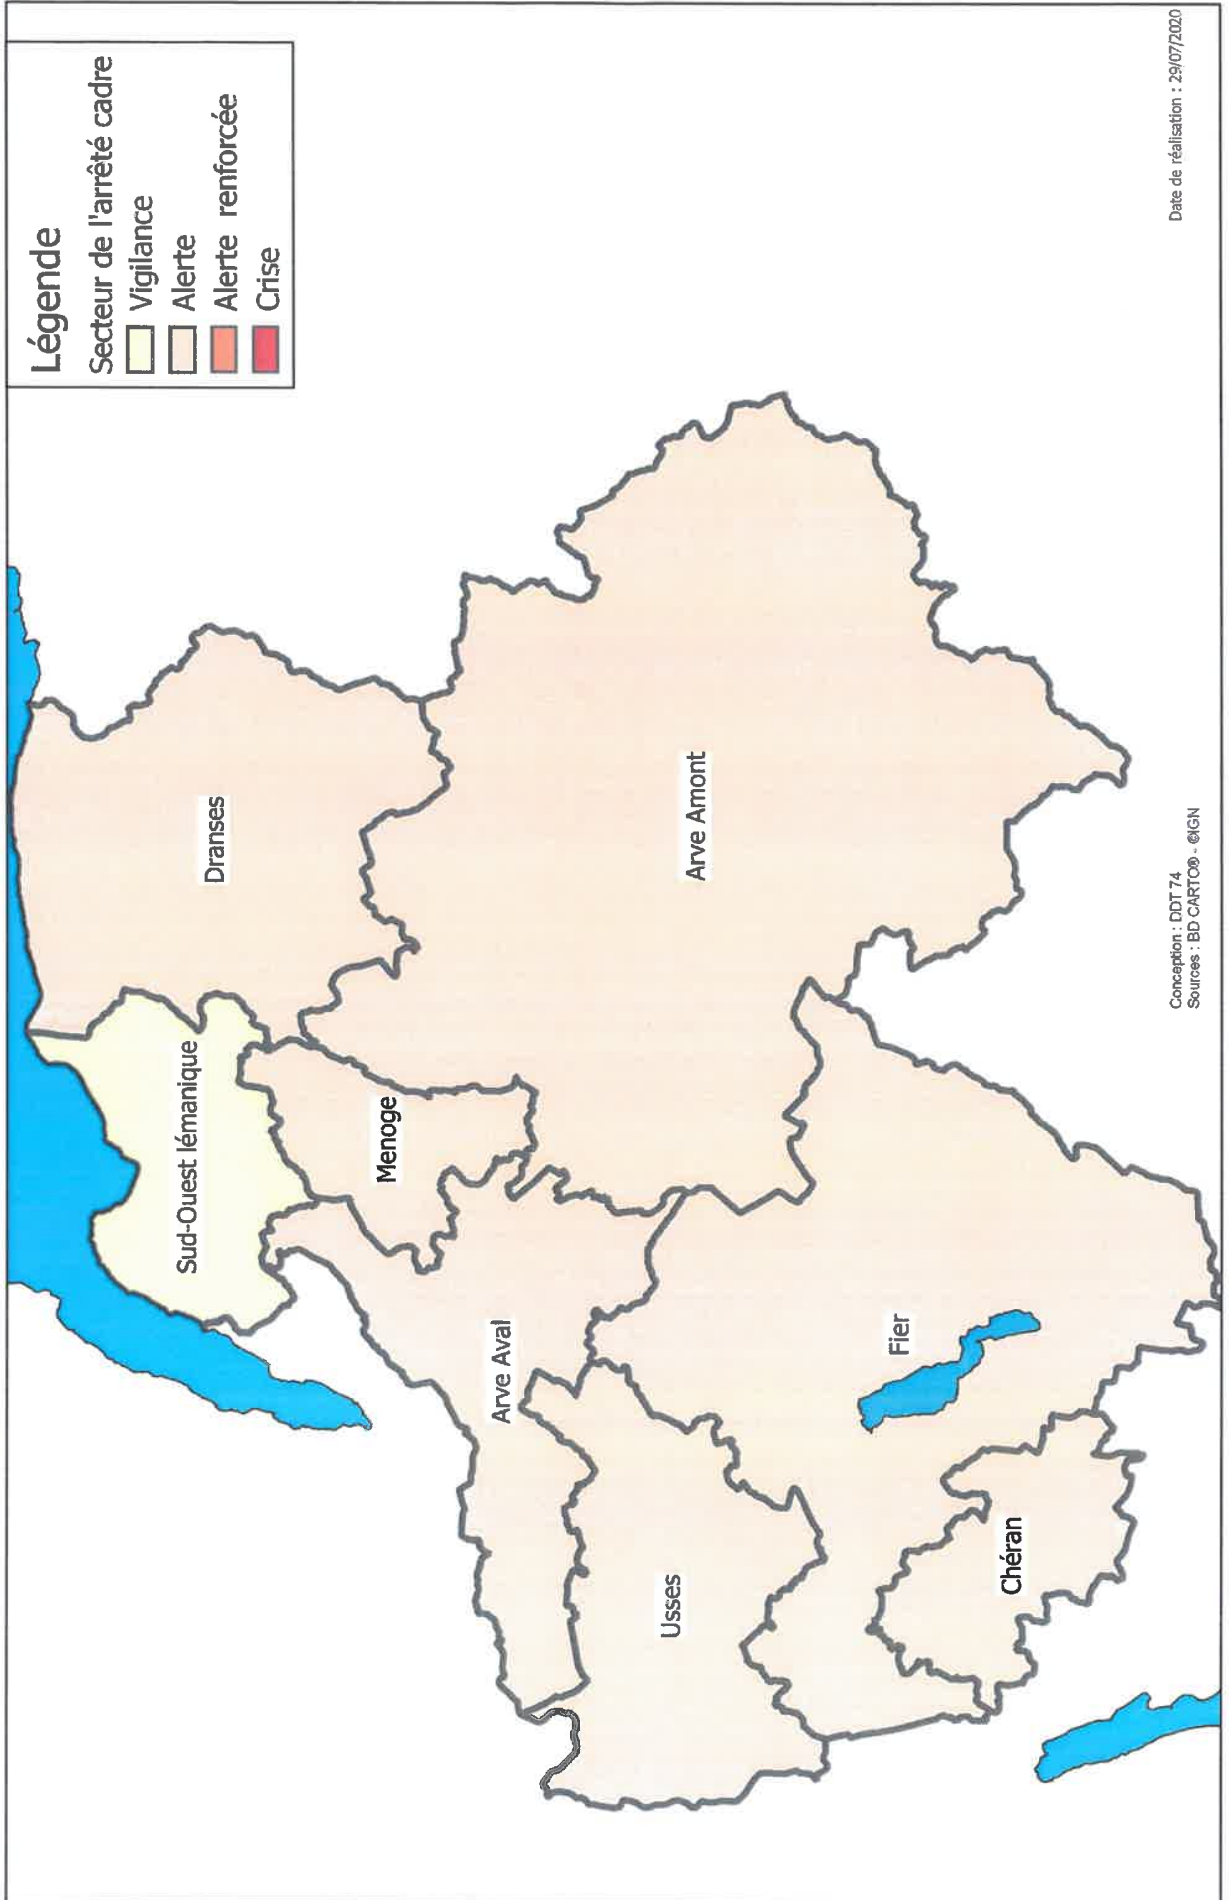 Légende
Secteur de l'arrêté cadre
Vigilance
Alerte
Alerte renforcée
Crise
Dranses
Sud-Ouest lémanique
Menoge
Arve Aval
Arve Amont
Usses
Fier
Chéran
Conception : DDT 74
Sources : BD CARTO® - ©IGN
Date de réalisation : 29/07/2020